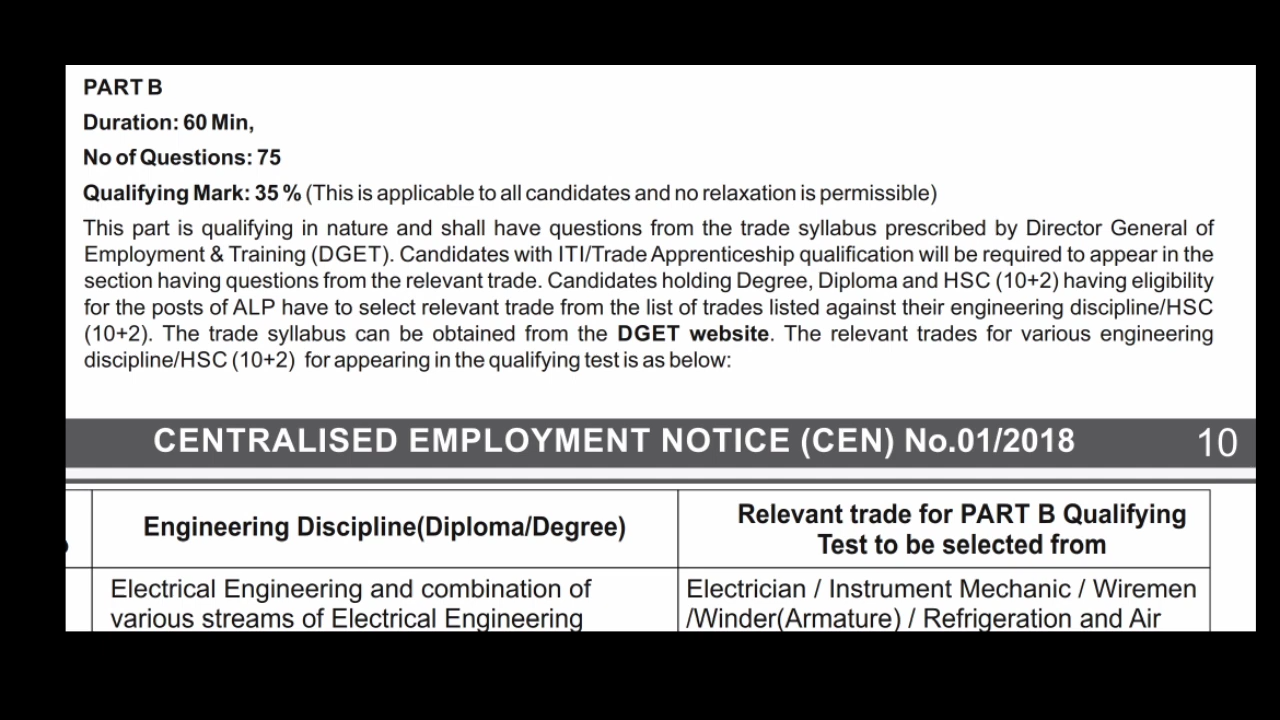 PART B
Duration: 60 Min,
No of Questions: 75
Qualifying Mark: 35 % (This is applicable to all candidates and no relaxation is permissible)
This part is qualifying in nature and shall have questions from the trade syllabus prescribed by Director General of
Employment & Training (DGET). Candidates with ITI/Trade Apprenticeship qualification will be required to appear in the
section having questions from the relevant trade. Candidates holding Degree, Diploma and HSC (10+2) having eligibility
for the posts of ALP have to select relevant trade from the list of trades listed against their engineering discipline/HSC
(10+2). The trade syllabus can be obtained from the DGET website. The relevant trades for various engineering
discipline/HSC (10+2) for appearing in the qualifying test is as below:
CENTRALISED EMPLOYMENT NOTICE (CEN) No.01/2018 10
Engineering Discipline(Diploma/Degree)
Relevant trade for PART B Qualifying
Test to be selected from
Electrical Engineering and combination of
various streams of Electrical Engineering
Electrician / Instrument Mechanic / Wiremen
/Winder(Armature) / Refrigeration and Air